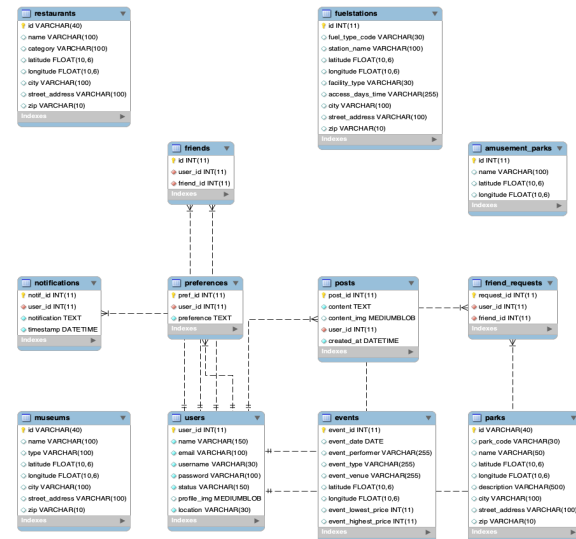 restaurants
id VARCHAR(40)
name VARCHAR(100)
category VARCHAR(100)
latitude FLOAT(10,6)
longitude FLOAT(10,6)
city VARCHAR(100)
street_address VARCHAR(100)
zip VARCHAR(10)
Indexes
fuelstations
id INT(11)
fuel_type_code VARCHAR(30)
station_name VARCHAR(100)
latitude FLOAT(10,6)
longitude FLOAT(10,6)
facility_type VARCHAR(30)
access_days_time VARCHAR(255)
city VARCHAR(100)
street_address VARCHAR(100)
zip VARCHAR(10)
Indexes
friends
id INT(11)
user_id INT(11)
friend_id INT(11)
Indexes
amusement_parks
id INT(11)
name VARCHAR(100)
latitude FLOAT(10,6)
longitude FLOAT(10,6)
Indexes
notifications
notif_id INT(11)
user_id INT(11)
notification TEXT
timestamp DATETIME
Indexes
preferences
pref_id INT(11)
user_id INT(11)
preference TEXT
Indexes
posts
post_id INT(11)
content TEXT
content_img MEDIUMBLOB
user_id INT(11)
created_at DATETIME
Indexes
friend_requests
request_id INT(11)
user_id INT(11)
friend_id INT(11)
Indexes
museums
id VARCHAR(40)
name VARCHAR(100)
type VARCHAR(100)
latitude FLOAT(10,6)
longitude FLOAT(10,6)
city VARCHAR(100)
street_address VARCHAR(100)
zip VARCHAR(10)
Indexes
users
user_id INT(11)
name VARCHAR(150)
email VARCHAR(100)
username VARCHAR(30)
password VARCHAR(100)
status VARCHAR(150)
profile_img MEDIUMBLOB
location VARCHAR(30)
Indexes
events
event_id INT(11)
event_date DATE
event_performer VARCHAR(255)
event_type VARCHAR(255)
event_venue VARCHAR(255)
latitude FLOAT(10,6)
longitude FLOAT(10,6)
event_lowest_price INT(11)
event_highest_price INT(11)
Indexes
parks
id VARCHAR(40)
park_code VARCHAR(30)
name VARCHAR(50)
latitude FLOAT(10,6)
longitude FLOAT(10,6)
description VARCHAR(500)
city VARCHAR(100)
street_address VARCHAR(100)
zip VARCHAR(10)
Indexes